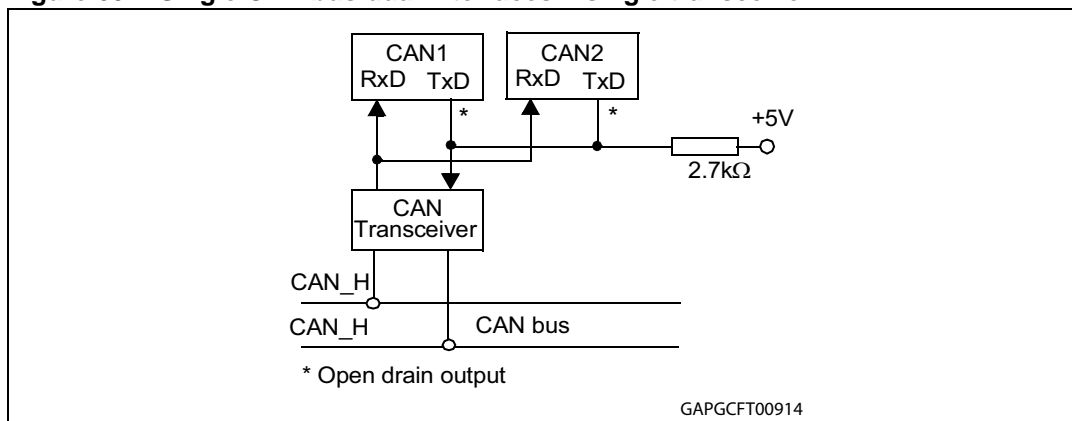 CAN1
RxD TxD
CAN2
RxD TxD
*
*
+5V
2.7kΩ
CAN
Transceiver
CAN_H
CAN_H
CAN bus
* Open drain output
GAPGCFT00914